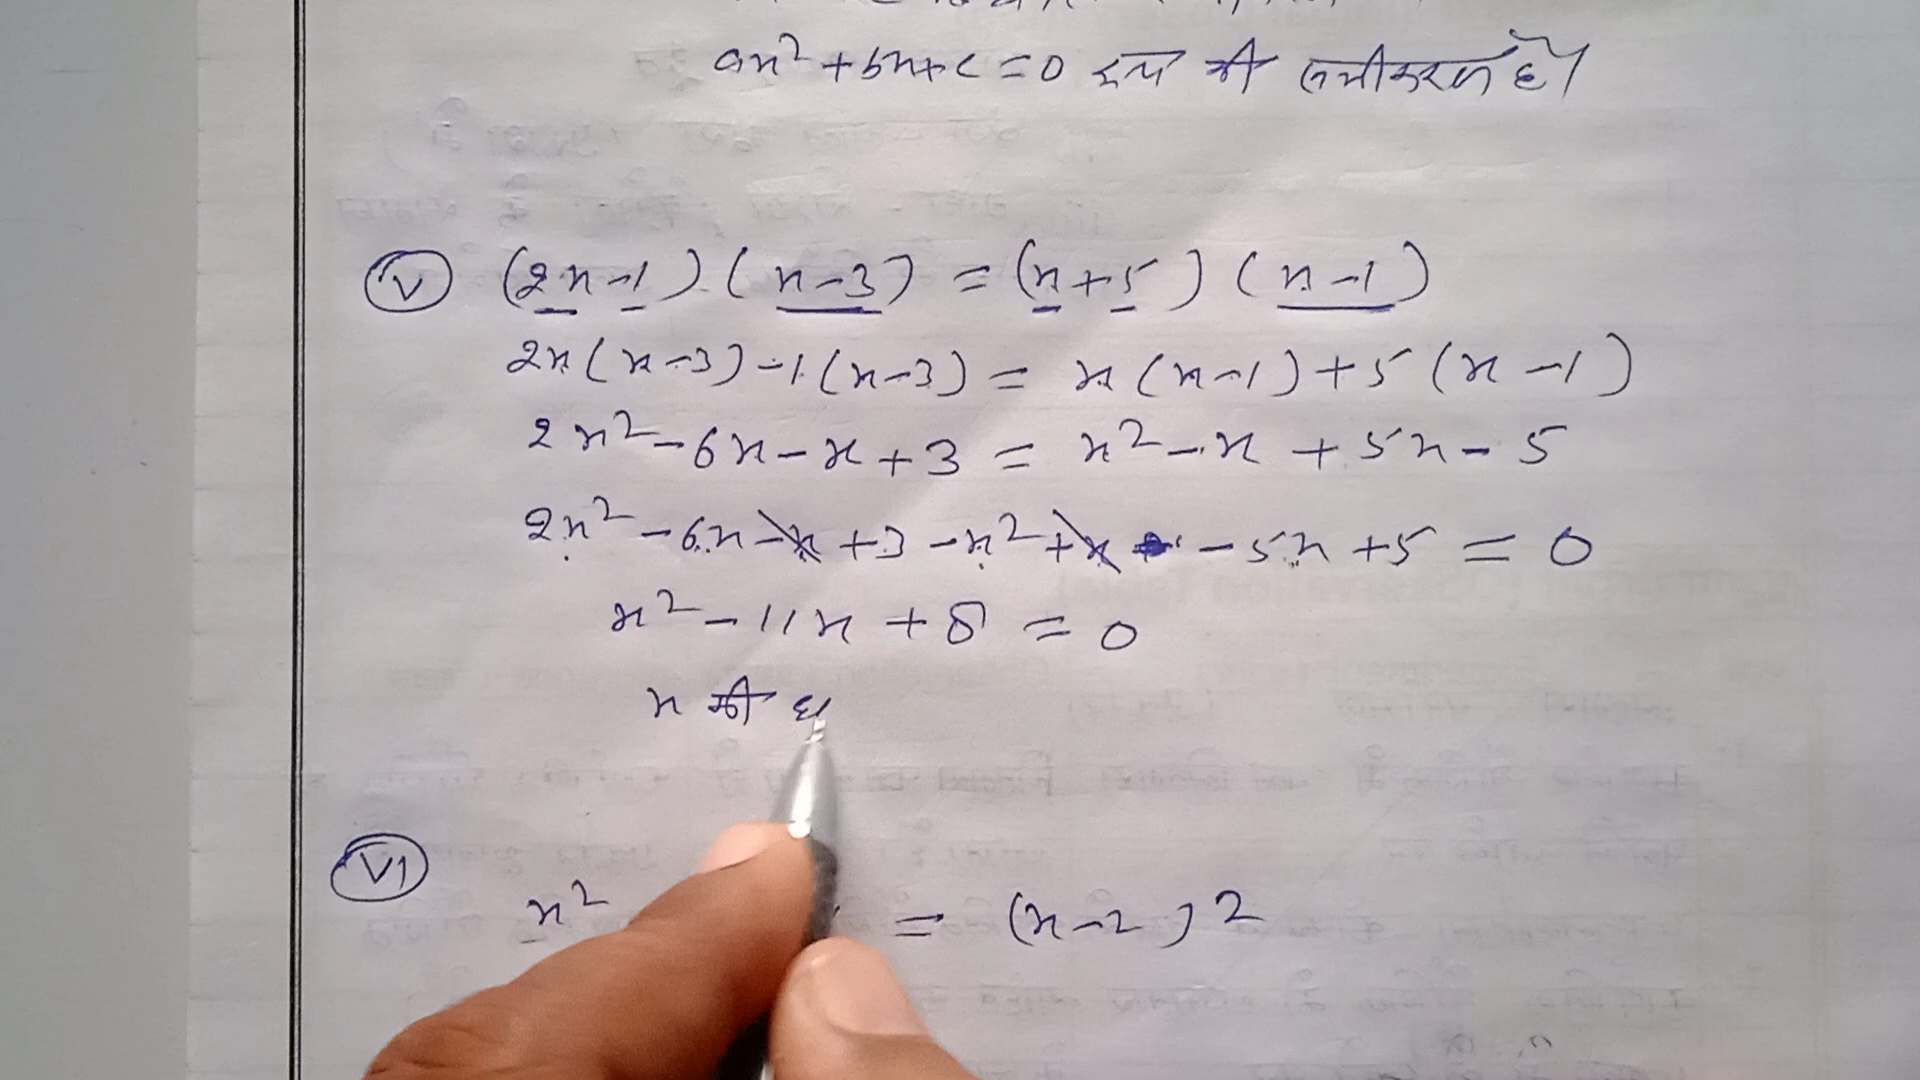 ax² + bx + c = 0 रूप की समीकरण है।
(V) (2x-1) (x-3) = (x+5) (x-1)
2x(x-3) -1(x-3) = x(x-1) + 5(x-1)
2x² - 6x - x + 3 = x² - x + 5x - 5
2x² - 6x - x + 3 - x² + x - 5x + 5 = 0
x² - 11x + 8 = 0
x की घा
(VI)
x² = (x-2)²